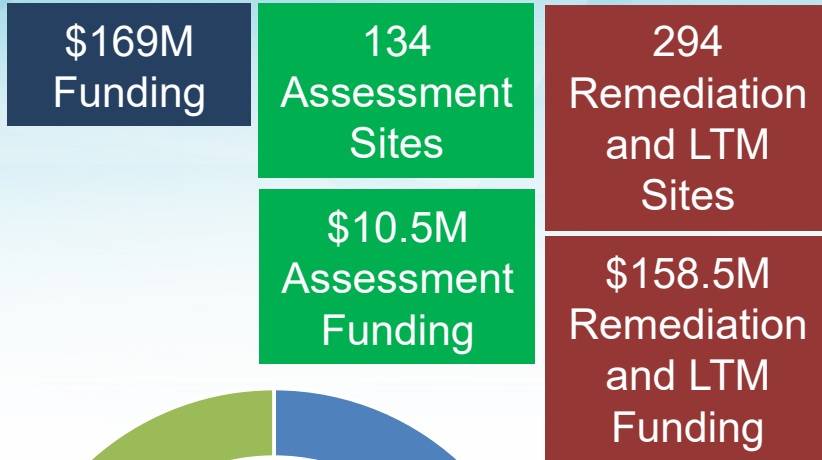 $169M
Funding
134
Assessment
Sites
$10.5M
Assessment
Funding
294
Remediation
and LTM
Sites
$158.5M
Remediation
and LTM
Funding